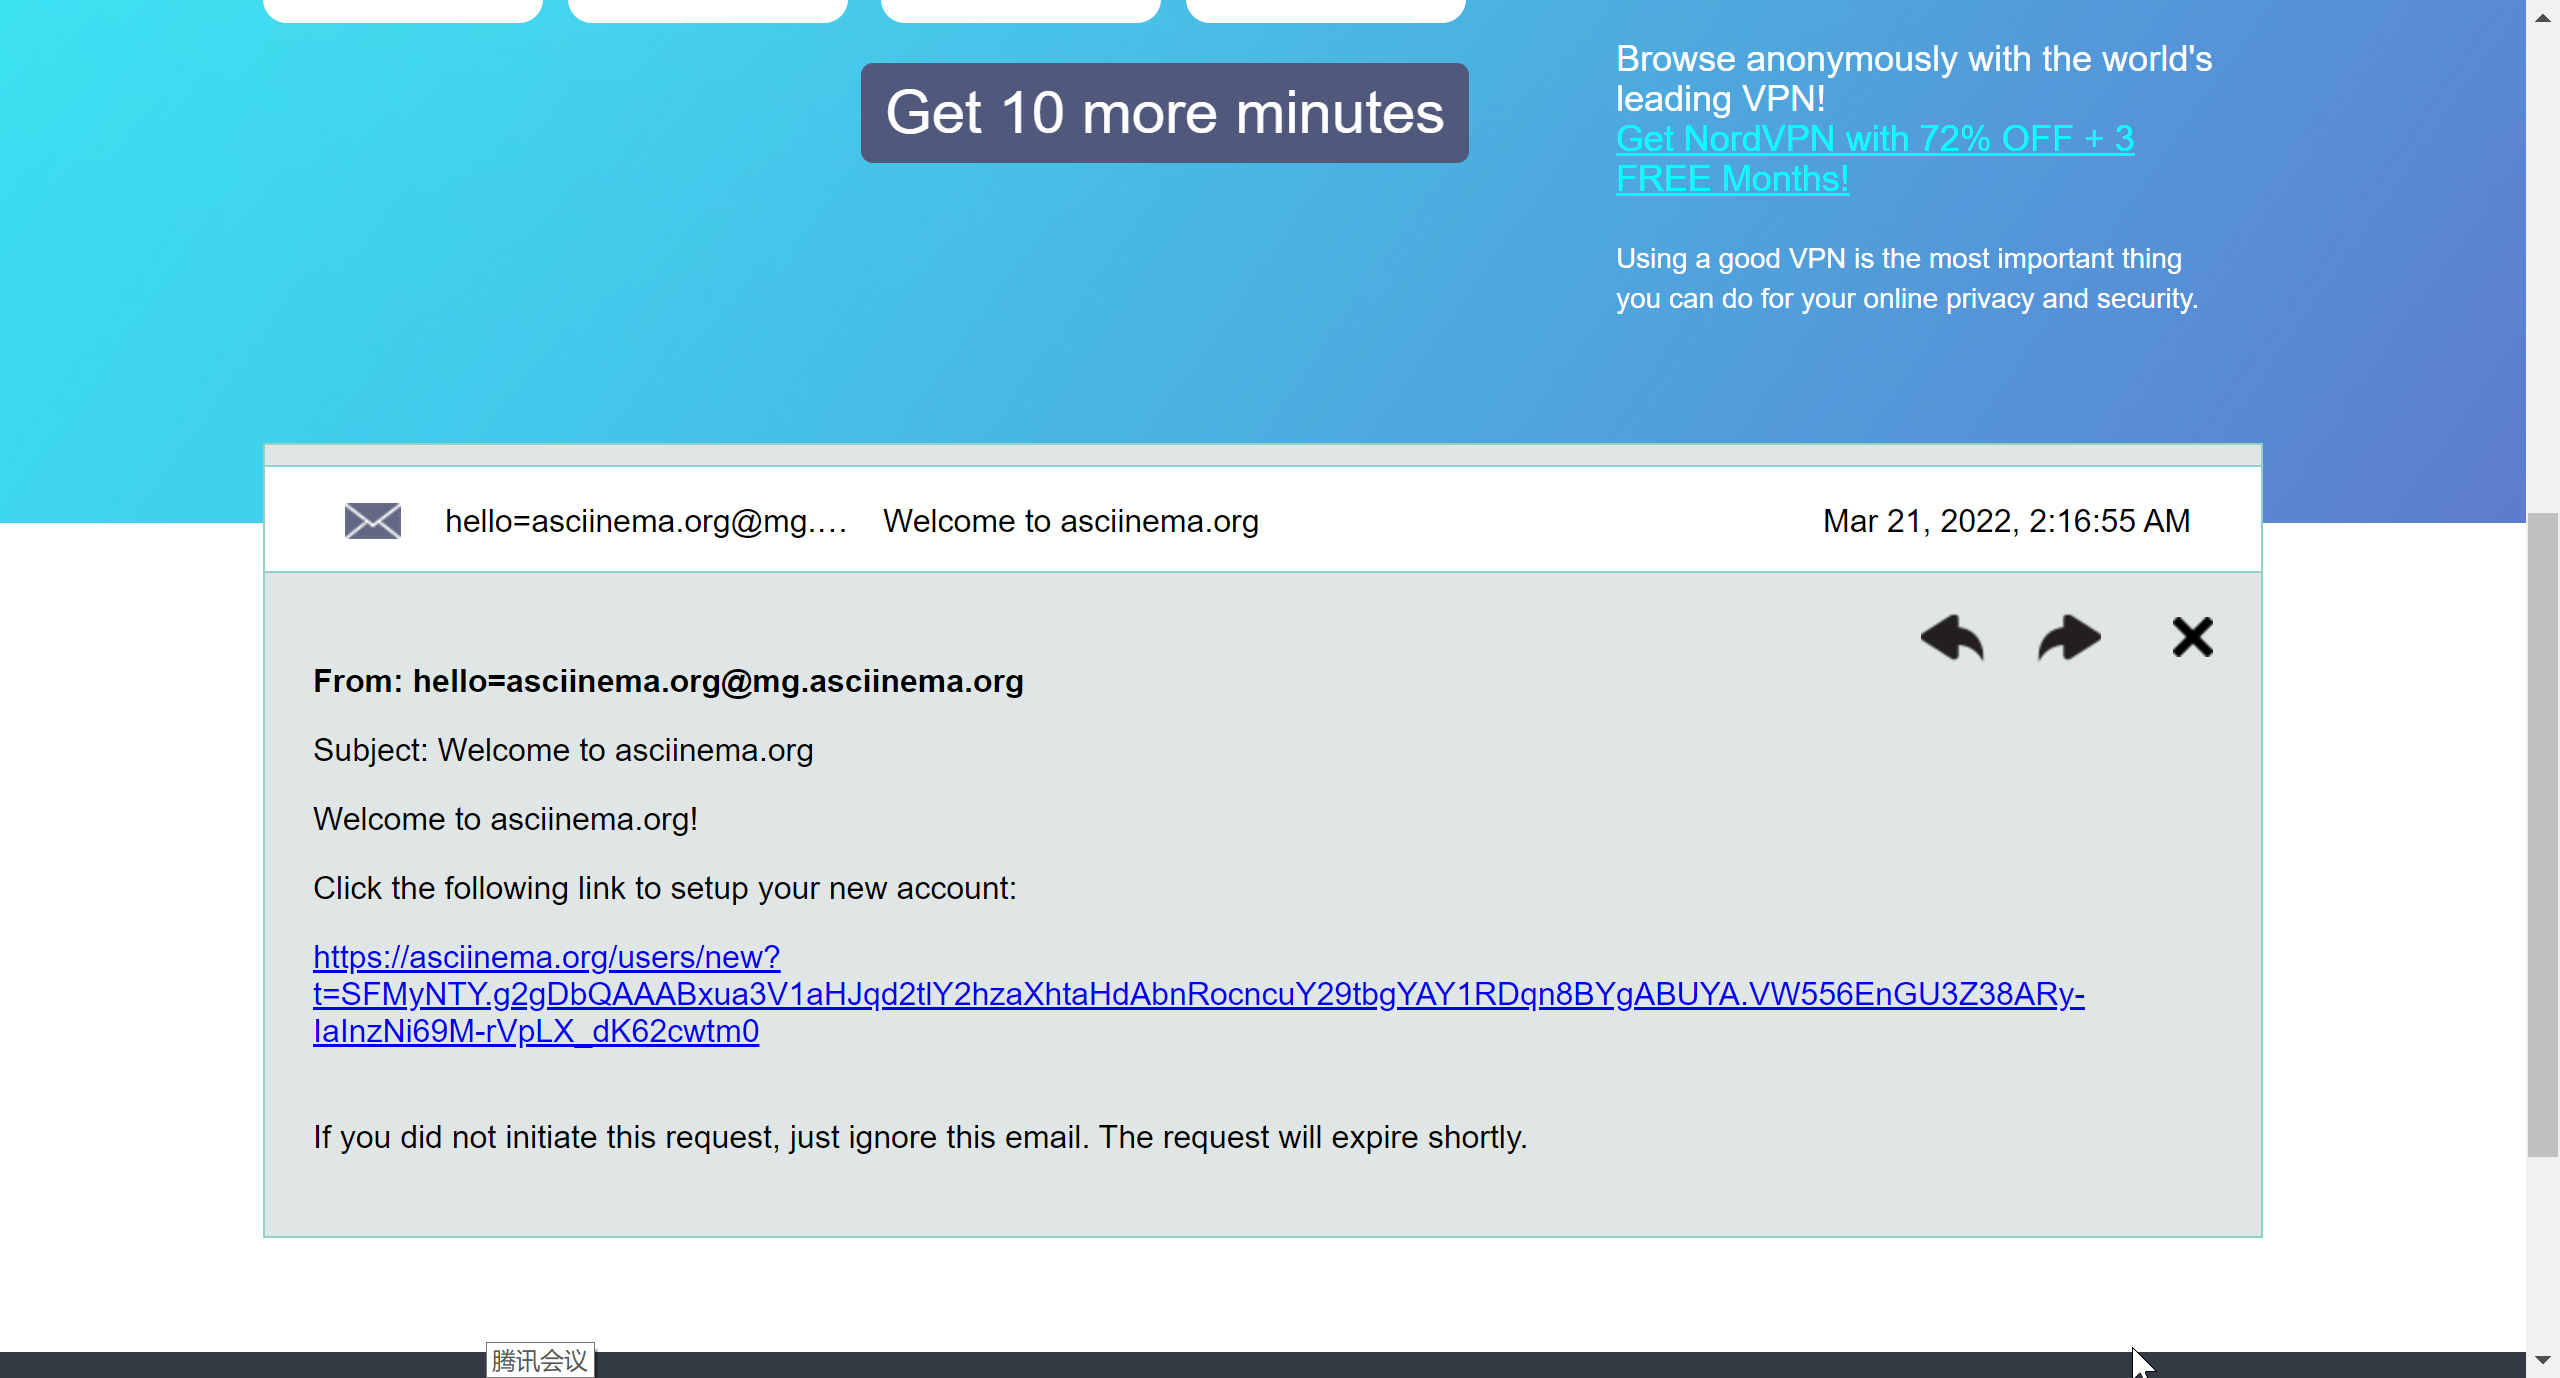 Get 10 more minutes
Browse anonymously with the world's
leading VPN!
Get NordVPN with 72% OFF + 3
FREE Months!
Using a good VPN is the most important thing
you can do for your online privacy and security.
hello=asciinema.org@mg.… Welcome to asciinema.org Mar 21, 2022, 2:16:55 AM
From: hello=asciinema.org@mg.asciinema.org
Subject: Welcome to asciinema.org
Welcome to asciinema.org!
Click the following link to setup your new account:
https://asciinema.org/users/new?
t=SFMyNTY.g2gDbQAAABxua3V1aHJqd2tlY2hzaXhtaHdAbnRocncuY29tbgYAY1RDqn8BYgABUYA.VW556EnGU3Z38ARy-
IaInzNi69M-rVpLX_dK62cwtm0
If you did not initiate this request, just ignore this email. The request will expire shortly.
腾讯会议